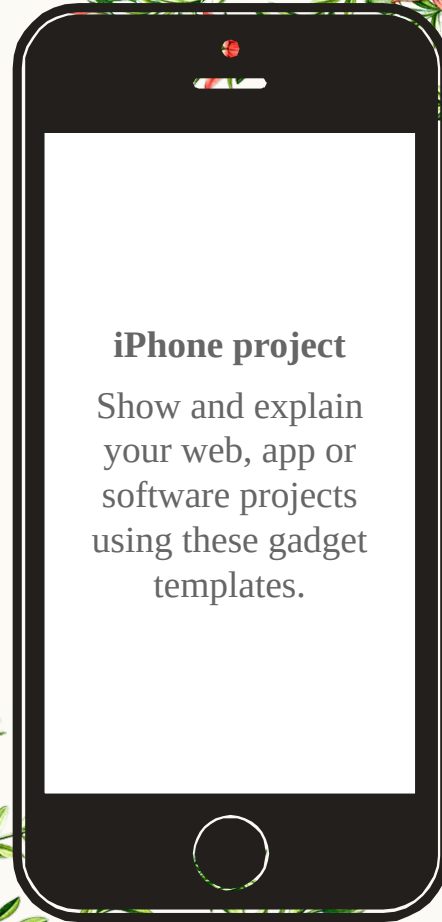 iPhone project
Show and explain
your web, app or
software projects
using these gadget
templates.